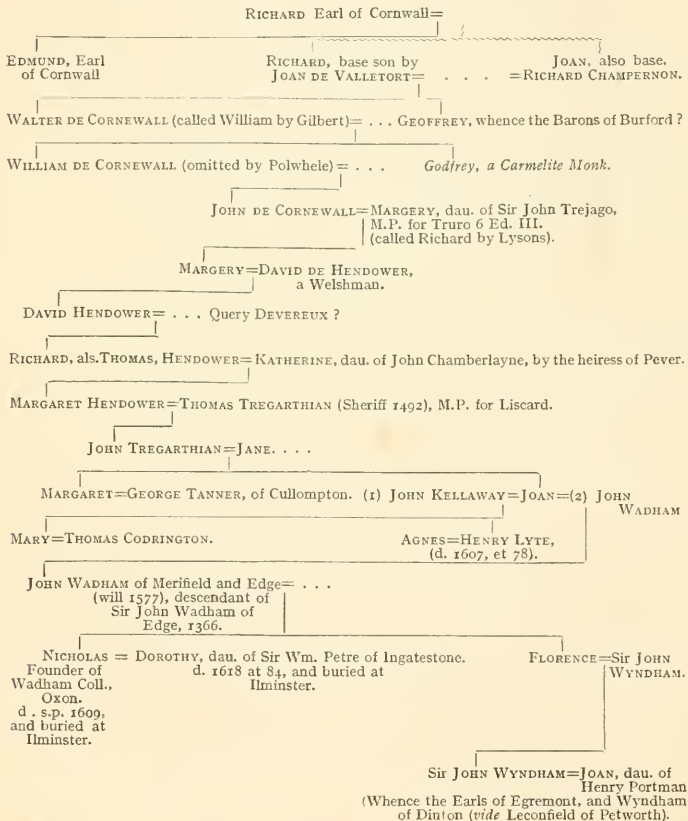 RICHARD Earl of Cornwall=
EDMUND, Earl of Cornwall
RICHARD, base son by JOAN DE VALLETORT= . . . =RICHARD CHAMPERNON.
JOAN, also base,
WALTER DE CORNEWALL (called William by Gilbert)= . . . GEOFFREY, whence the Barons of Burford ?
WILLIAM DE CORNEWALL (omitted by Polwhele) = . . . Godfrey, a Carmelite Monk.
JOHN DE CORNEWALL=MARGERY, dau. of Sir John Trejago,
M.P. for Truro 6 Ed. III.
(called Richard by Lysons).
MARGERY=DAVID DE HENDOWER,
a Welshman.
DAVID HENDOWER= . . . Query DEVEREUX ?
RICHARD, als.THOMAS, HENDOWER=KATHERINE, dau. of John Chamberlayne, by the heiress of Pever.
MARGARET HENDOWER=THOMAS TREGARTHIAN (Sheriff 1492), M.P. for Liscard.
JOHN TREGARTHIAN=JANE. . . .
MARGARET=GEORGE TANNER, of Cullompton. (1) JOHN KELLAWAY=JOAN=(2) JOHN
WADHAM
MARY=THOMAS CODRINGTON.
AGNES=HENRY LYTE,
(d. 1607, et 78).
JOHN WADHAM of Merifield and Edge= . . .
(will 1577), descendant of
Sir John Wadham of
Edge, 1366.
NICHOLAS = DOROTHY, dau. of Sir Wm. Petre of Ingatestone.
d. 1618 at 84, and buried at
Ilminster.
Founder of
Wadham Coll.,
Oxon.
d . s.p. 1609,
and buried at
Ilminster.
FLORENCE=Sir JOHN
WYNDHAM.
Sir JOHN WYNDHAM=JOAN, dau. of
Henry Portman
(Whence the Earls of Egremont, and Wyndham
of Dinton (vide Leconfield of Petworth).